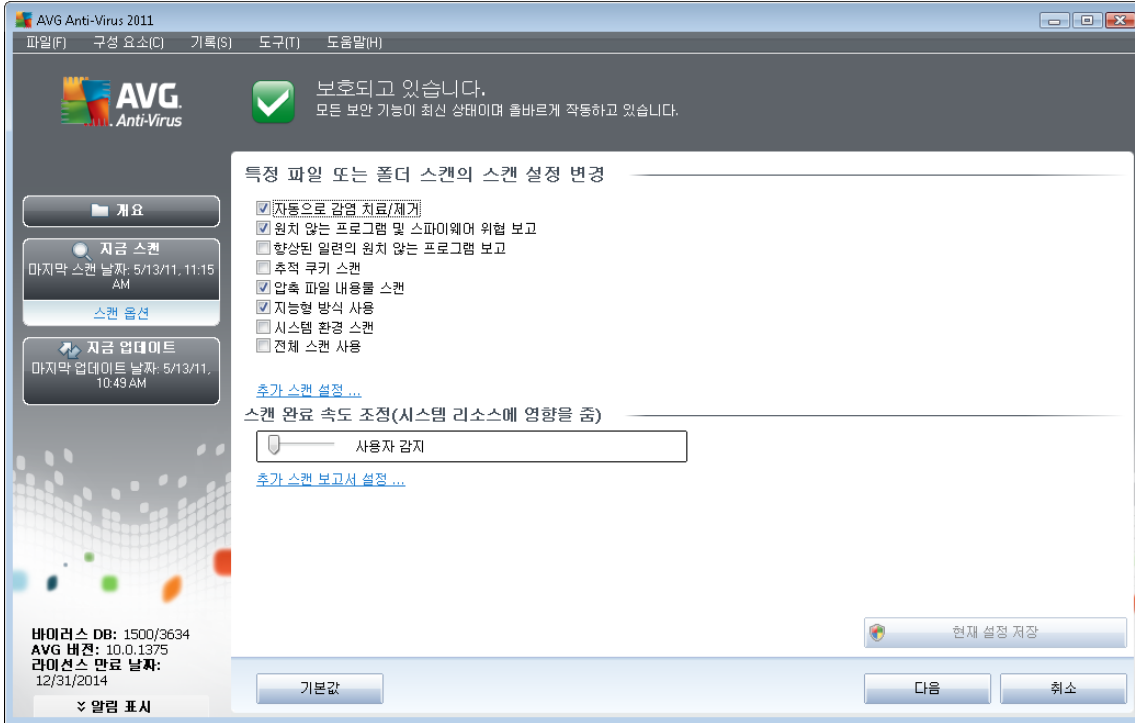 AVG Anti-Virus 2011
파일(F) 구성 요소(C) 기록(S) 도구(T) 도움말(H)
AVG.
Anti-Virus
보호되고 있습니다.
모든 보안 기능이 최신 상태이며 올바르게 작동하고 있습니다.
개요
지금 스캔
마지막 스캔 날짜: 5/13/11, 11:15
AM
스캔 옵션
지금 업데이트
마지막 업데이트 날짜: 5/13/11,
10:49 AM
바이러스 DB: 1500/3634
AVG 버전: 10.0.1375
라이선스 만료 날짜:
12/31/2014
알림 표시
특정 파일 또는 폴더 스캔의 스캔 설정 변경
자동으로 감염 치료/제거
원치 않는 프로그램 및 스파이웨어 위협 보고
향상된 일련의 원치 않는 프로그램 보고
추적 쿠키 스캔
압축 파일 내용물 스캔
지능형 방식 사용
시스템 환경 스캔
전체 스캔 사용
추가 스캔 설정 ...
스캔 완료 속도 조정(시스템 리소스에 영향을 줌)
사용자 감지
추가 스캔 보고서 설정 ...
현재 설정 저장
기본값
다음
취소